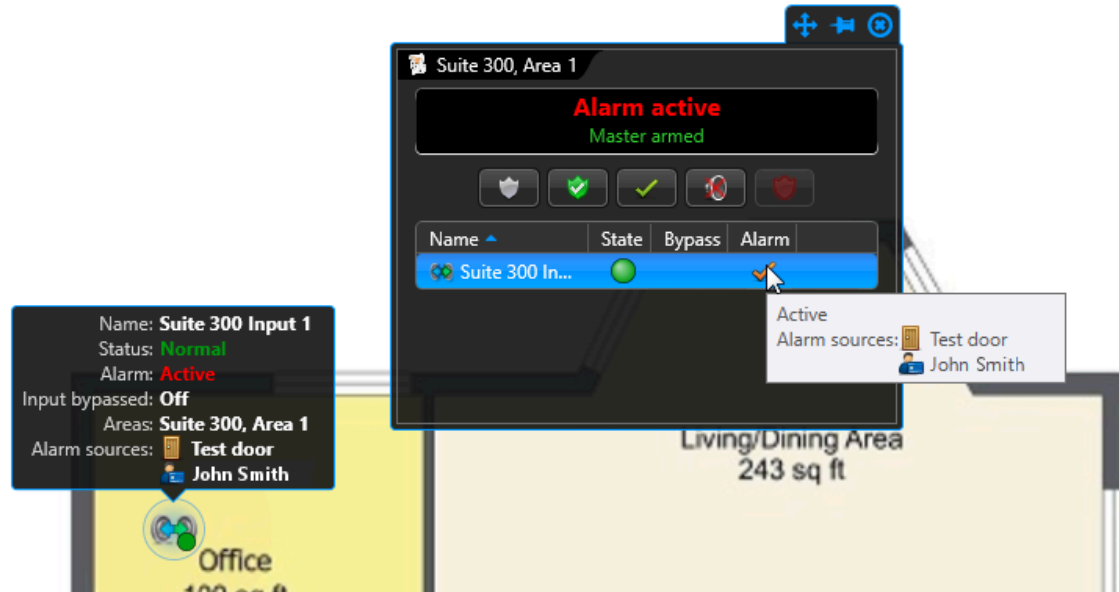 Suite 300, Area 1
Alarm active
Master armed
Name State Bypass Alarm
Suite 300 In...
Active
Alarm sources: Test door
John Smith
Name: Suite 300 Input 1
Status: Normal
Alarm: Active
Input bypassed: Off
Areas: Suite 300, Area 1
Alarm sources: Test door
John Smith
Living/Dining Area
243 sq ft
Office